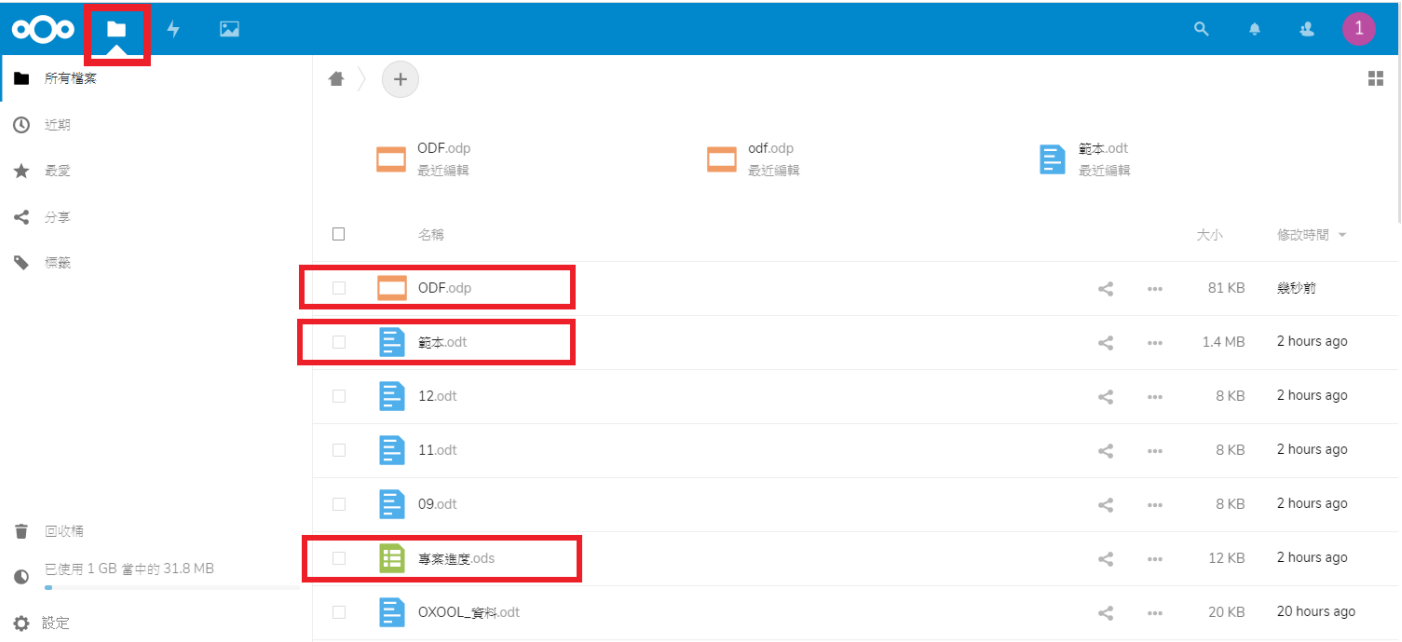 1
所有檔案
近期
最愛
分享
標籤
ODF.odp
最近編輯
odf.odp
最近編輯
範本.odt
最近編輯
名稱 大小 修改時間
ODF.odp 81 KB 幾秒前
範本.odt 1.4 MB 2 hours ago
12.odt 8 KB 2 hours ago
11.odt 8 KB 2 hours ago
09.odt 8 KB 2 hours ago
專案進度.ods 12 KB 2 hours ago
OXOOL_資料.odt 20 KB 20 hours ago
回收桶
已使用 1 GB 當中的 31.8 MB
設定